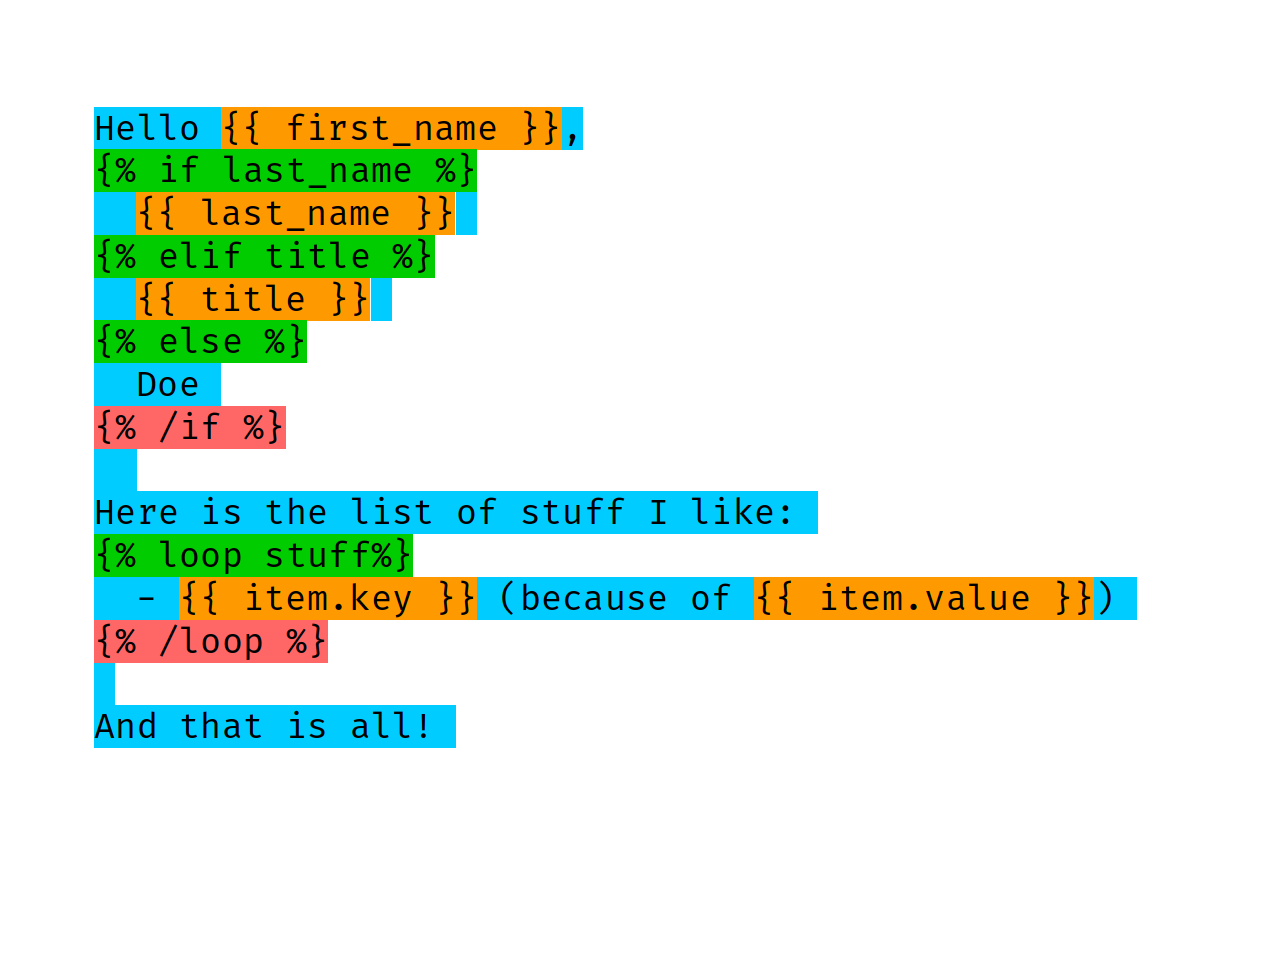 Hello {{ first_name }},
{% if last_name %}
  {{ last_name }}
{% elif title %}
  {{ title }}
{% else %}
  Doe
{% /if %}

Here is the list of stuff I like:
{% loop stuff%}
  - {{ item.key }} (because of {{ item.value }})
{% /loop %}

And that is all!